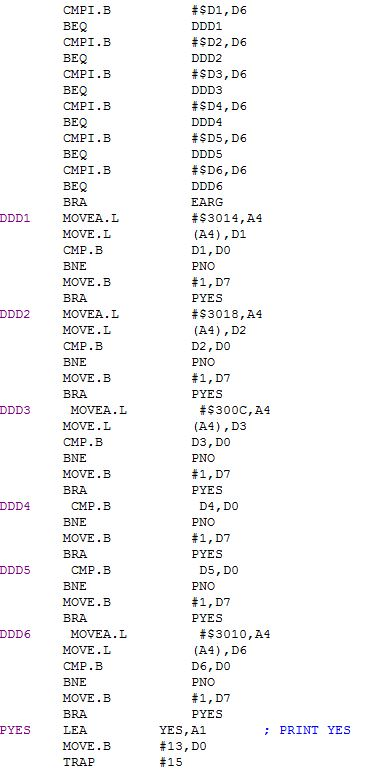 CMPI.B #$D1,D6
BEQ DDD1
CMPI.B #$D2,D6
BEQ DDD2
CMPI.B #$D3,D6
BEQ DDD3
CMPI.B #$D4,D6
BEQ DDD4
CMPI.B #$D5,D6
BEQ DDD5
CMPI.B #$D6,D6
BEQ DDD6
BRA EARG
DDD1 MOVEA.L #$3014,A4
MOVE.L (A4),D1
CMP.B D1,D0
BNE PNO
MOVE.B #1,D7
BRA PYES
DDD2 MOVEA.L #$3018,A4
MOVE.L (A4),D2
CMP.B D2,D0
BNE PNO
MOVE.B #1,D7
BRA PYES
DDD3 MOVEA.L #$300C,A4
MOVE.L (A4),D3
CMP.B D3,D0
BNE PNO
MOVE.B #1,D7
BRA PYES
DDD4 CMP.B D4,D0
BNE PNO
MOVE.B #1,D7
BRA PYES
DDD5 CMP.B D5,D0
BNE PNO
MOVE.B #1,D7
BRA PYES
DDD6 MOVEA.L #$3010,A4
MOVE.L (A4),D6
CMP.B D6,D0
BNE PNO
MOVE.B #1,D7
BRA PYES
PYES LEA YES,A1 ; PRINT YES
MOVE.B #13,D0
TRAP #15